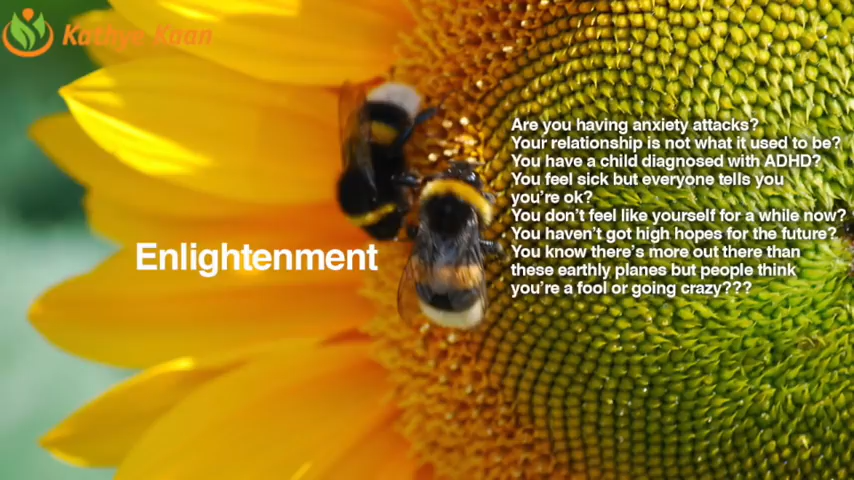 Kathye Kaan
Are you having anxiety attacks?
Your relationship is not what it used to be?
You have a child diagnosed with ADHD?
You feel sick but everyone tells you
you're ok?
You don't feel like yourself for a while now?
You haven't got high hopes for the future?
You know there's more out there than
these earthly planes but people think
you're a fool or going crazy???
Enlightenment